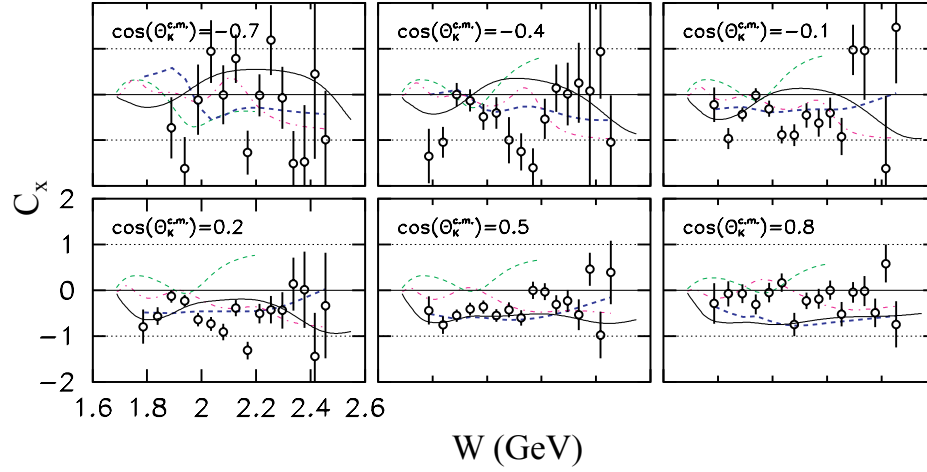 cos(Θ_K^{c.m.})=−0.7 cos(Θ_K^{c.m.})=−0.4 cos(Θ_K^{c.m.})=−0.1
C_x
2
cos(Θ_K^{c.m.})=0.2 cos(Θ_K^{c.m.})=0.5 cos(Θ_K^{c.m.})=0.8
1
0
−1
−2
1.6 1.8 2 2.2 2.4 2.6
W (GeV)